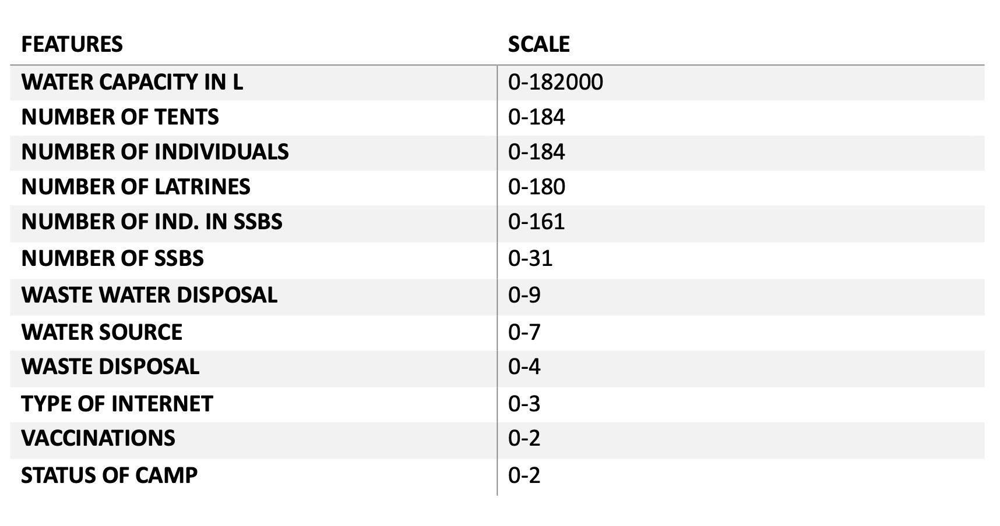 FEATURES SCALE
WATER CAPACITY IN L 0-182000
NUMBER OF TENTS 0-184
NUMBER OF INDIVIDUALS 0-184
NUMBER OF LATRINES 0-180
NUMBER OF IND. IN SSBS 0-161
NUMBER OF SSBS 0-31
WASTE WATER DISPOSAL 0-9
WATER SOURCE 0-7
WASTE DISPOSAL 0-4
TYPE OF INTERNET 0-3
VACCINATIONS 0-2
STATUS OF CAMP 0-2